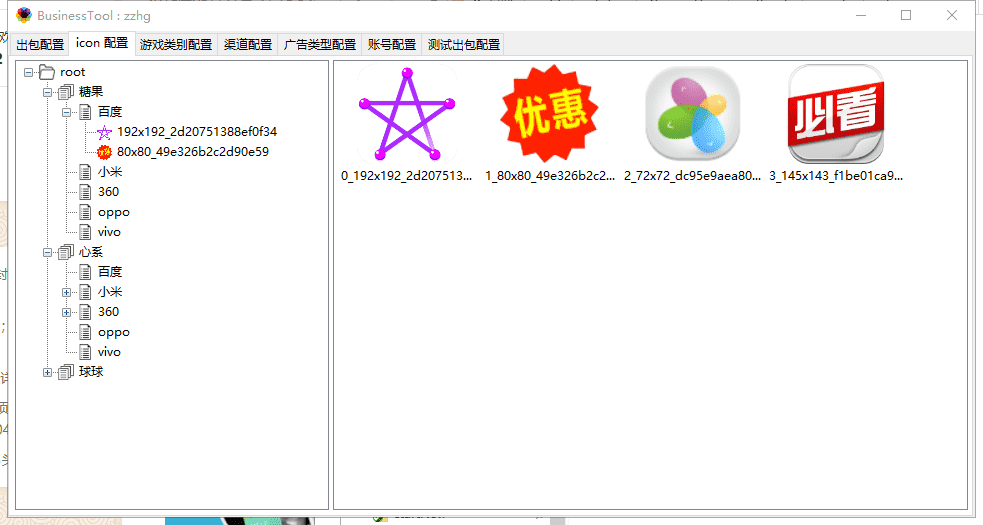 BusinessTool : zzhg
出包配置 icon 配置 游戏类别配置 渠道配置 广告类型配置 账号配置 测试出包配置
root
糖果
百度
192x192_2d20751388ef0f34
80x80_49e326b2c2d90e59
小米
360
oppo
vivo
心系
百度
小米
360
oppo
vivo
球球
优惠
必看
0_192x192_2d207513... 1_80x80_49e326b2c2... 2_72x72_dc95e9aea80... 3_145x143_f1be01ca9...